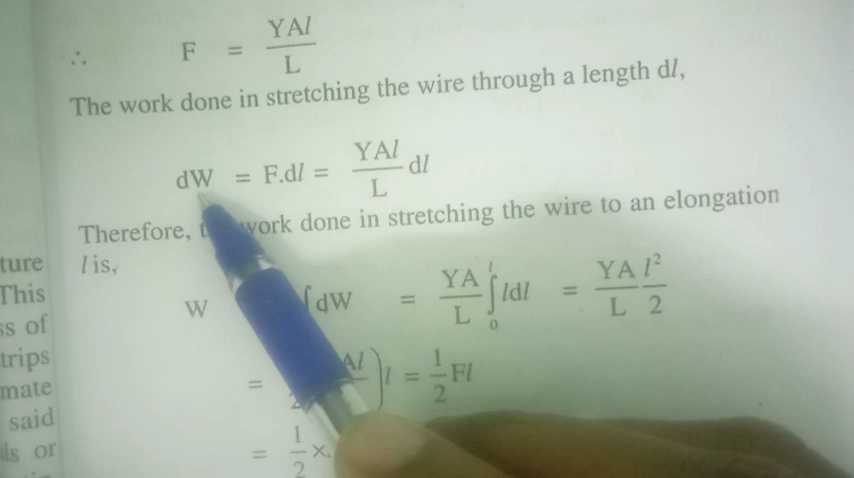 ∴ F = YAl / L
The work done in stretching the wire through a length dl,
dW = F.dl = YAl / L dl
Therefore, work done in stretching the wire to an elongation
l is,
W ∫dW = YA / L ∫₀ˡ ldl = YA / L l² / 2
= Al ) l = 1/2 Fl
= 1/2 ×
ture
This
ss of
trips
mate
said
ls or